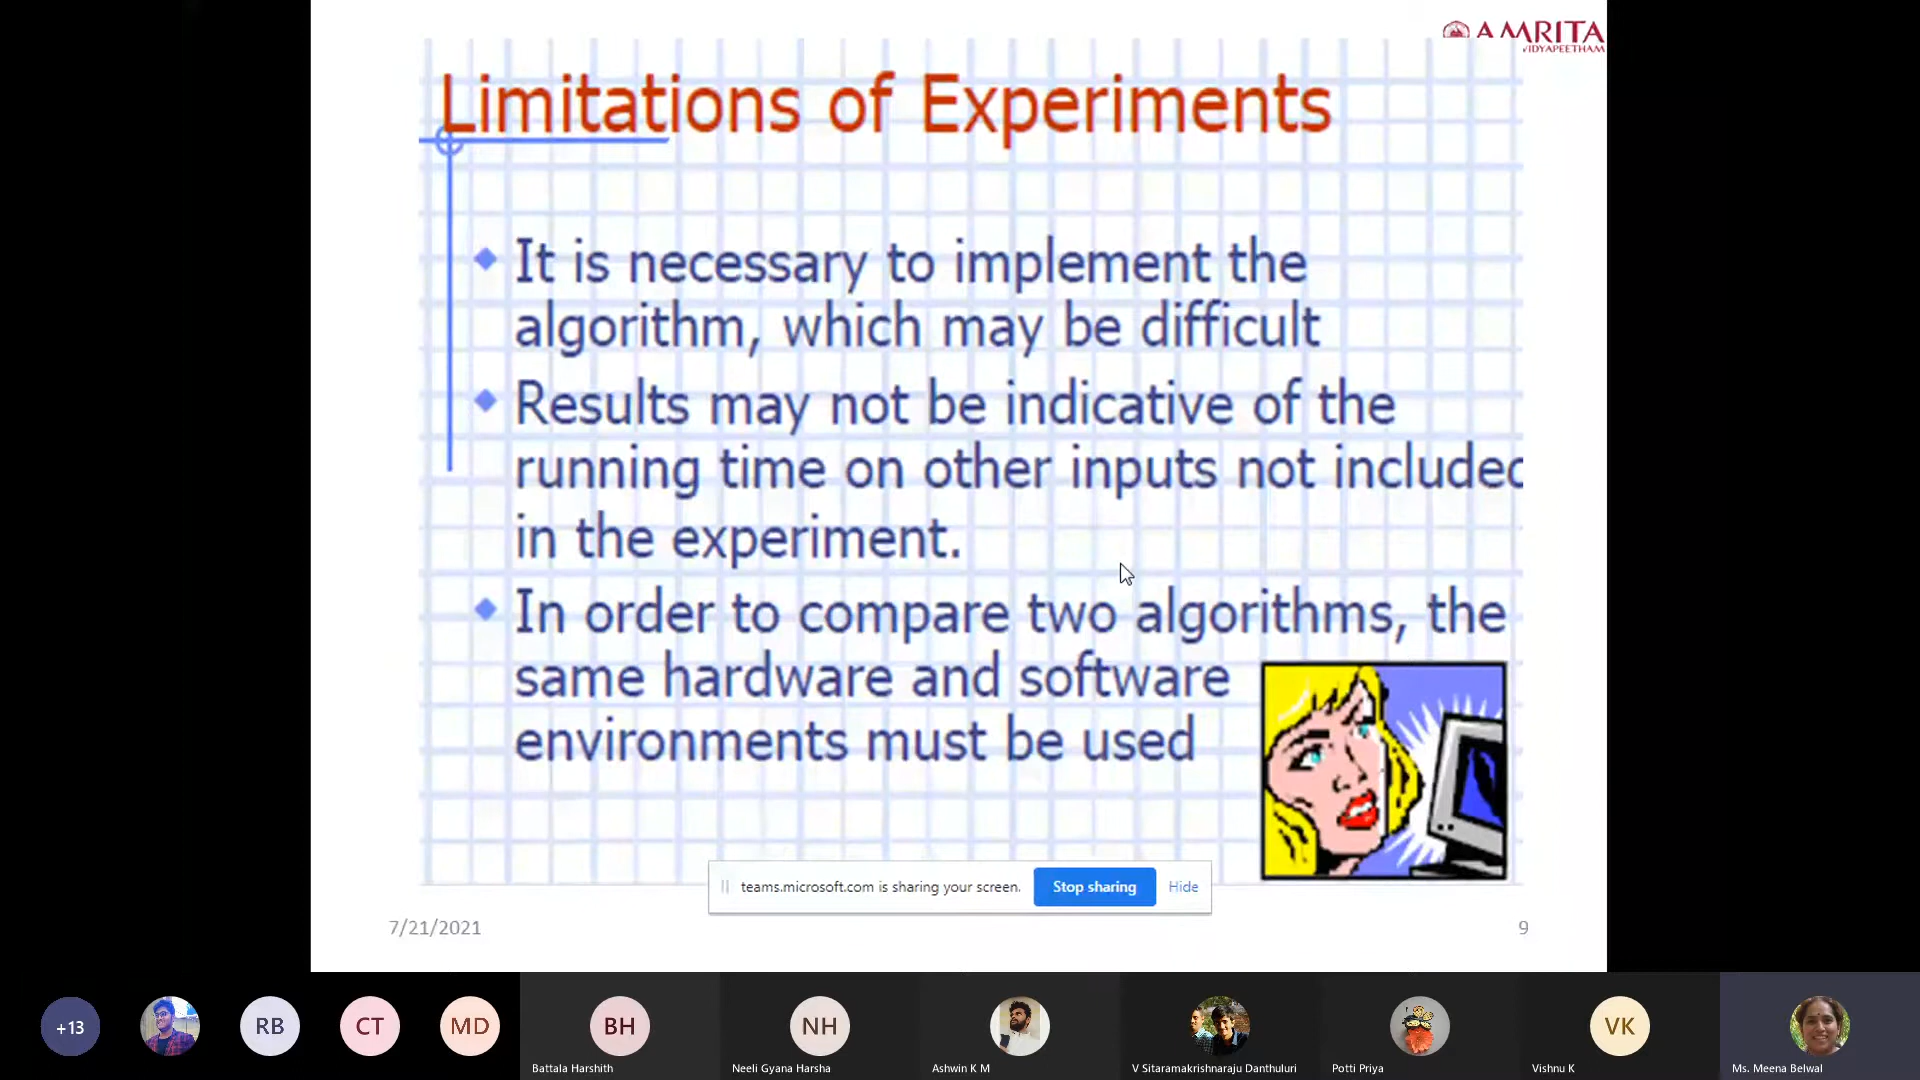 AMRITA
VIDYAPEETHAM
Limitations of Experiments
It is necessary to implement the
algorithm, which may be difficult
Results may not be indicative of the
running time on other inputs not included
in the experiment.
In order to compare two algorithms, the
same hardware and software
environments must be used
teams.microsoft.com is sharing your screen.
Stop sharing
Hide
7/21/2021
9
+13
RB
CT
MD
BH
NH
VK
Battala Harshith
Neeli Gyana Harsha
Ashwin K M
V Sitaramakrishnaraju Danthuluri
Potti Priya
Vishnu K
Ms. Meena Belwal